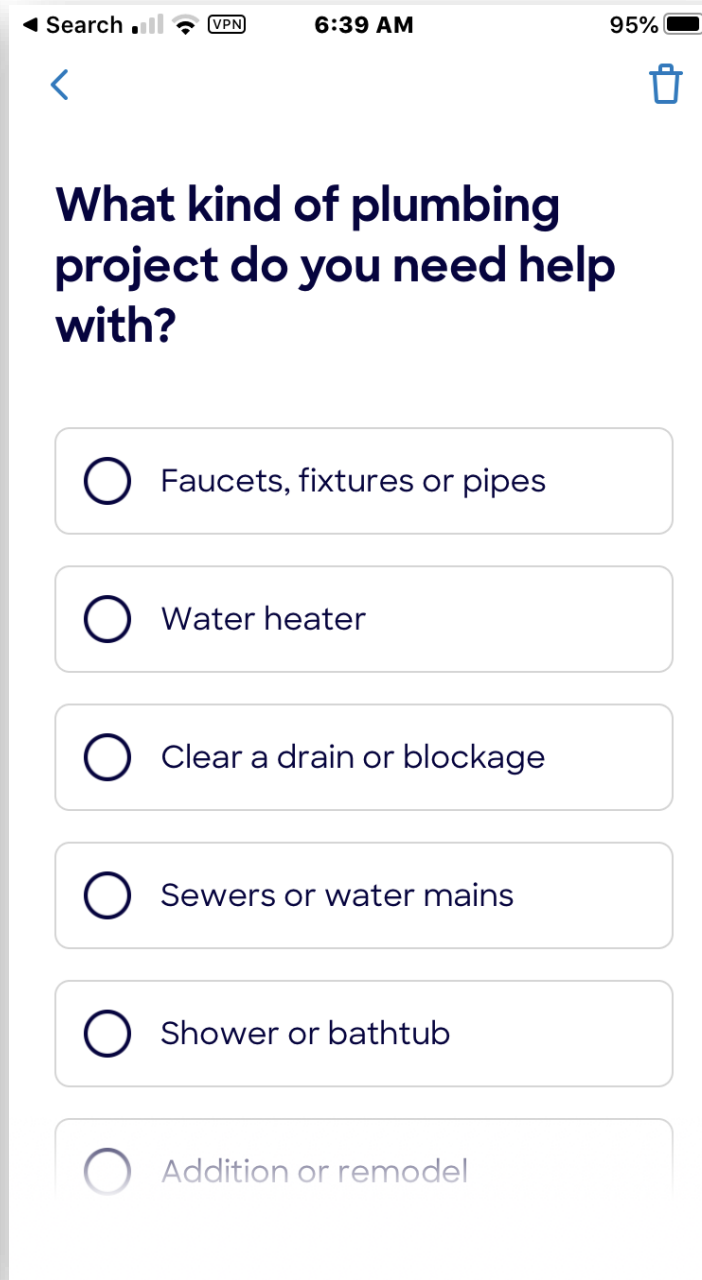 Search VPN 6:39 AM 95%
What kind of plumbing
project do you need help
with?
Faucets, fixtures or pipes
Water heater
Clear a drain or blockage
Sewers or water mains
Shower or bathtub
Addition or remodel